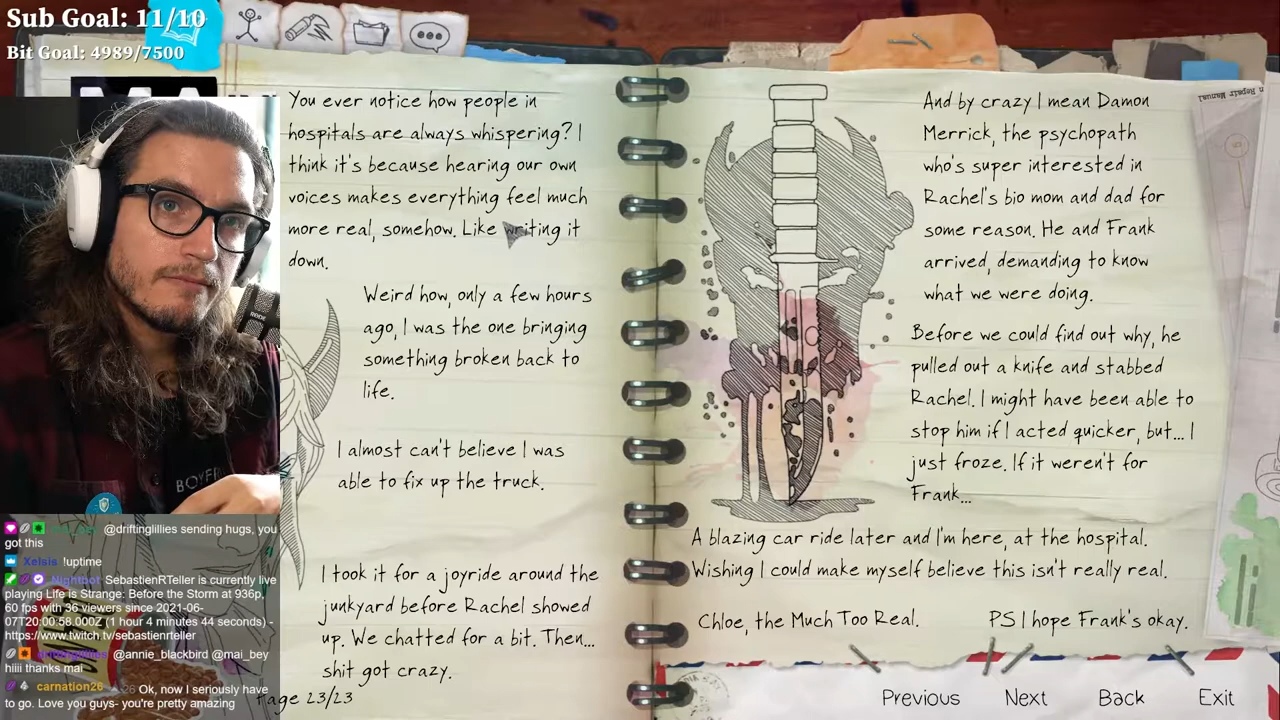 Sub Goal: 11/10
Bit Goal: 4989/7500
You ever notice how people in
hospitals are always whispering? I
think it's because hearing our own
voices makes everything feel much
more real, somehow. Like writing it
down.
Weird how, only a few hours
ago, I was the one bringing
something broken back to
life.
I almost can't believe I was
able to fix up the truck.
I took it for a joyride around the
junkyard before Rachel showed
up. We chatted for a bit. Then...
shit got crazy.
Page 23/23
And by crazy I mean Damon
Merrick, the psychopath
who's super interested in
Rachel's bio mom and dad for
some reason. He and Frank
arrived, demanding to know
what we were doing.
Before we could find out why, he
pulled out a knife and stabbed
Rachel. I might have been able to
stop him if I acted quicker, but... I
just froze. If it weren't for
Frank...
A blazing car ride later and I'm here, at the hospital.
Wishing I could make myself believe this isn't really real.
Chloe, the Much Too Real.
PS I hope Frank's okay.
Previous
Next
Back
Exit
Repair Manual
RODE
BOYF
@driftinglillies sending hugs, you
got this
Xelsis !uptime
Nightbot SebastienRTeller is currently live
playing Life is Strange: Before the Storm at 936p,
60 fps with 36 viewers since 2021-06-
07T20:00:58.000Z (1 hour 4 minutes 44 seconds) -
https://www.twitch.tv/sebastienrteller
driftinglillies @annie_blackbird @mai_bey
hiiii thanks mai
carnation26 Ok, now I seriously have
to go. Love you guys- you're pretty amazing